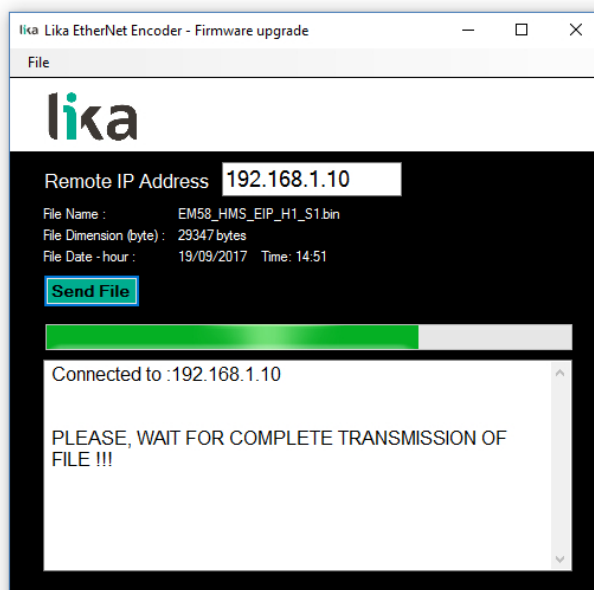 lika Lika EtherNet Encoder - Firmware upgrade
File
lika
Remote IP Address 192.168.1.10
File Name : EM58_HMS_EIP_H1_S1.bin
File Dimension (byte) : 29347 bytes
File Date - hour : 19/09/2017 Time: 14:51
Send File
Connected to :192.168.1.10
PLEASE, WAIT FOR COMPLETE TRANSMISSION OF
FILE !!!